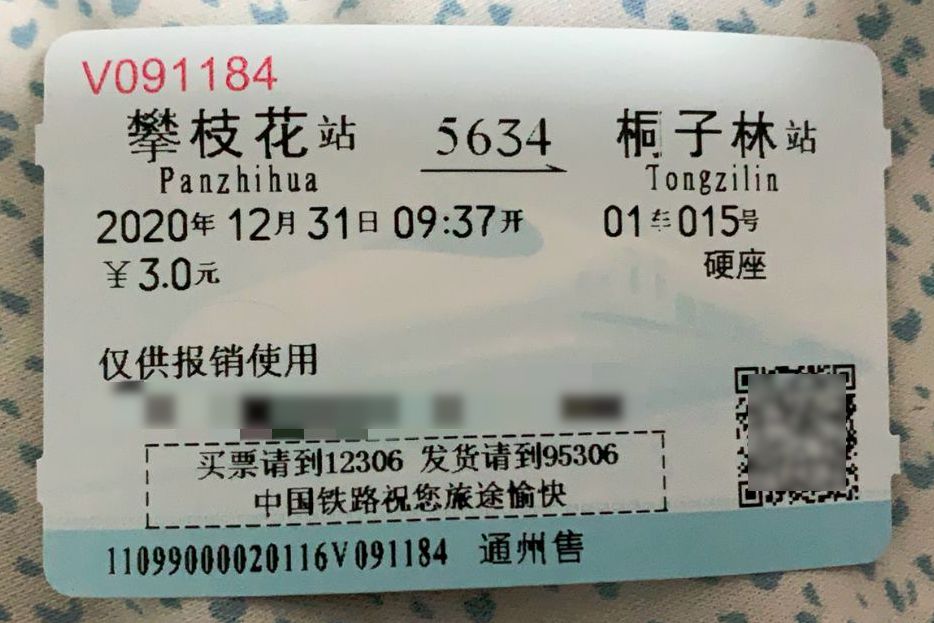 V091184
攀枝花站 5634 桐子林站
Panzhihua Tongzilin
2020年12月31日09:37开 01车015号
¥3.0元 硬座
仅供报销使用
买票请到12306 发货请到95306
中国铁路祝您旅途愉快
11099000020116V091184 通州售